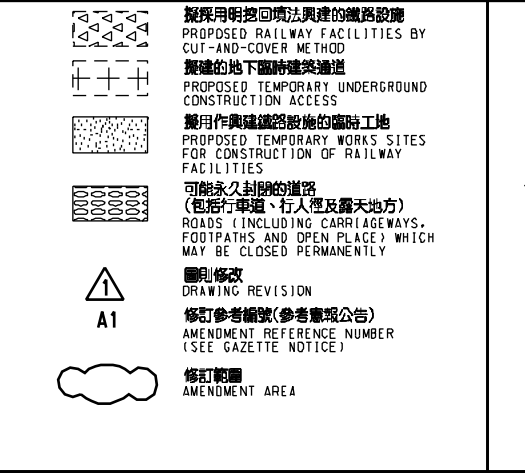 擬採用明挖回填法興建的鐵路設施
PROPOSED RAILWAY FACILITIES BY
CUT-AND-COVER METHOD
擬建的地下臨時建築通道
PROPOSED TEMPORARY UNDERGROUND
CONSTRUCTION ACCESS
擬用作興建鐵路設施的臨時工地
PROPOSED TEMPORARY WORKS SITES
FOR CONSTRUCTION OF RAILWAY
FACILITIES
可能永久封閉的道路
(包括行車道、行人徑及露天地方)
ROADS (INCLUDING CARRIAGEWAYS,
FOOTPATHS AND OPEN PLACE) WHICH
MAY BE CLOSED PERMANENTLY
1
圖則修改
DRAWING REVISION
A1
修訂參考編號(參考憲報公告)
AMENDMENT REFERENCE NUMBER
(SEE GAZETTE NOTICE)
修訂範圍
AMENDMENT AREA